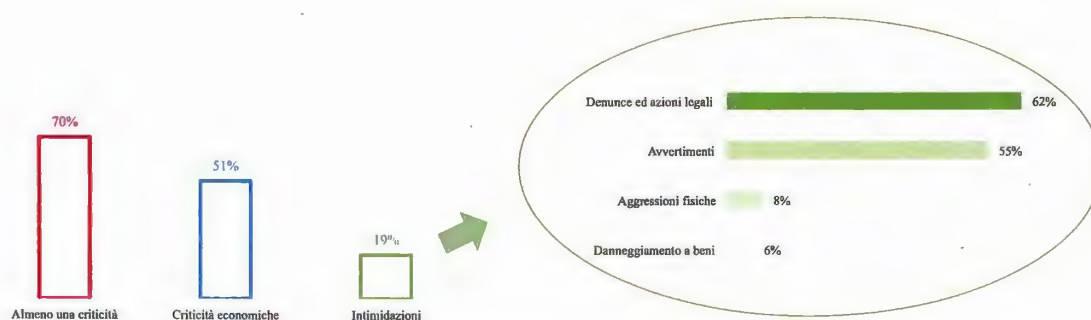 70%
Almeno una criticità
51%
Criticità economiche
19%
Intimidazioni
Denunce ed azioni legali 62%
Avvertimenti 55%
Aggressioni fisiche 8%
Danneggiamento a beni 6%